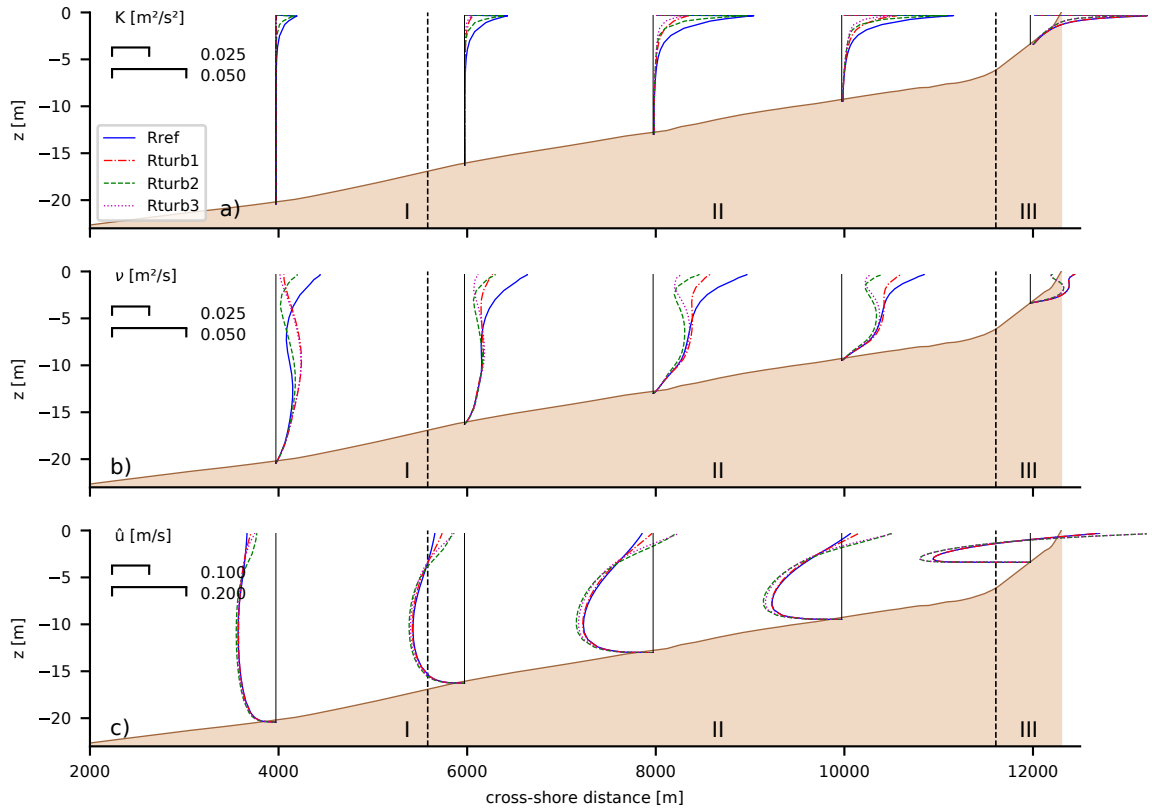 K [m²/s²]
0.025
0.050
Rref
Rturb1
Rturb2
Rturb3
a)
I
II
III
z [m]
0
−5
−10
−15
−20
ν [m²/s]
0.025
0.050
b)
I
II
III
z [m]
0
−5
−10
−15
−20
û [m/s]
0.100
0.200
c)
I
II
III
z [m]
0
−5
−10
−15
−20
2000 4000 6000 8000 10000 12000
cross-shore distance [m]